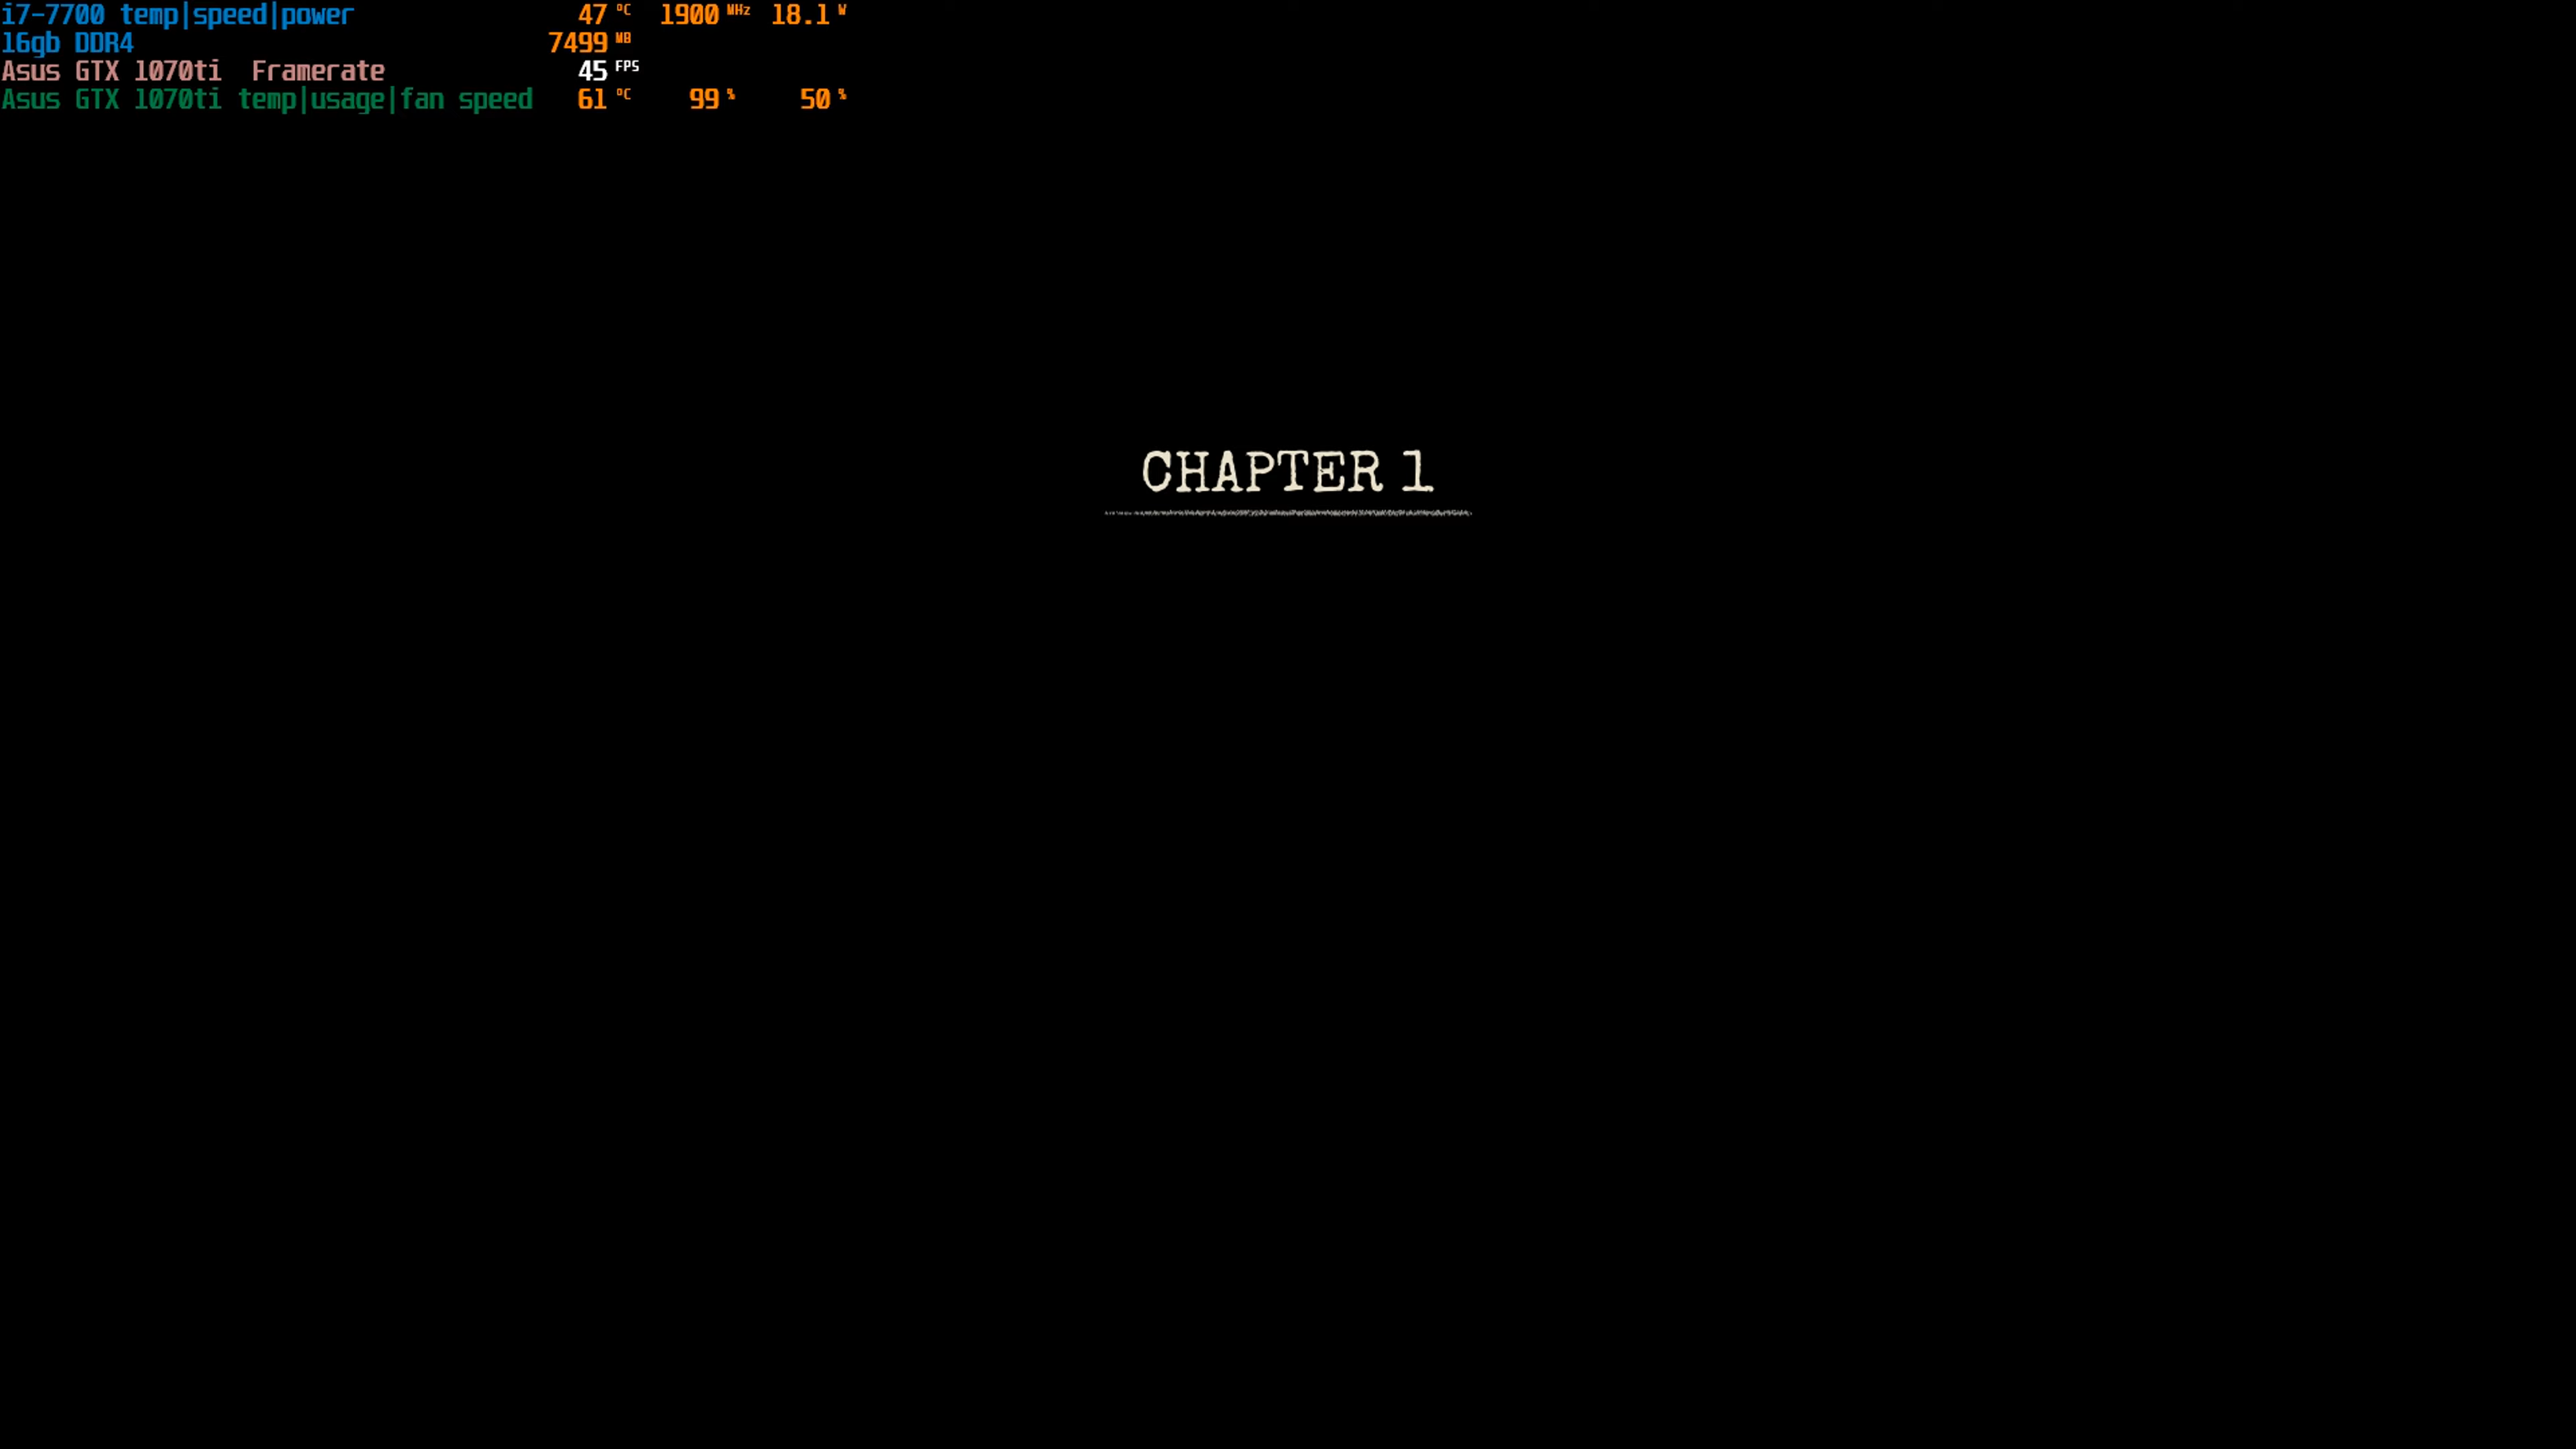 i7-7700 temp|speed|power 47 °C 1900 MHz 18.1 W
16gb DDR4 7499 MB
Asus GTX 1070ti Framerate 45 FPS
Asus GTX 1070ti temp|usage|fan speed 61 °C 99 % 50 %
CHAPTER 1